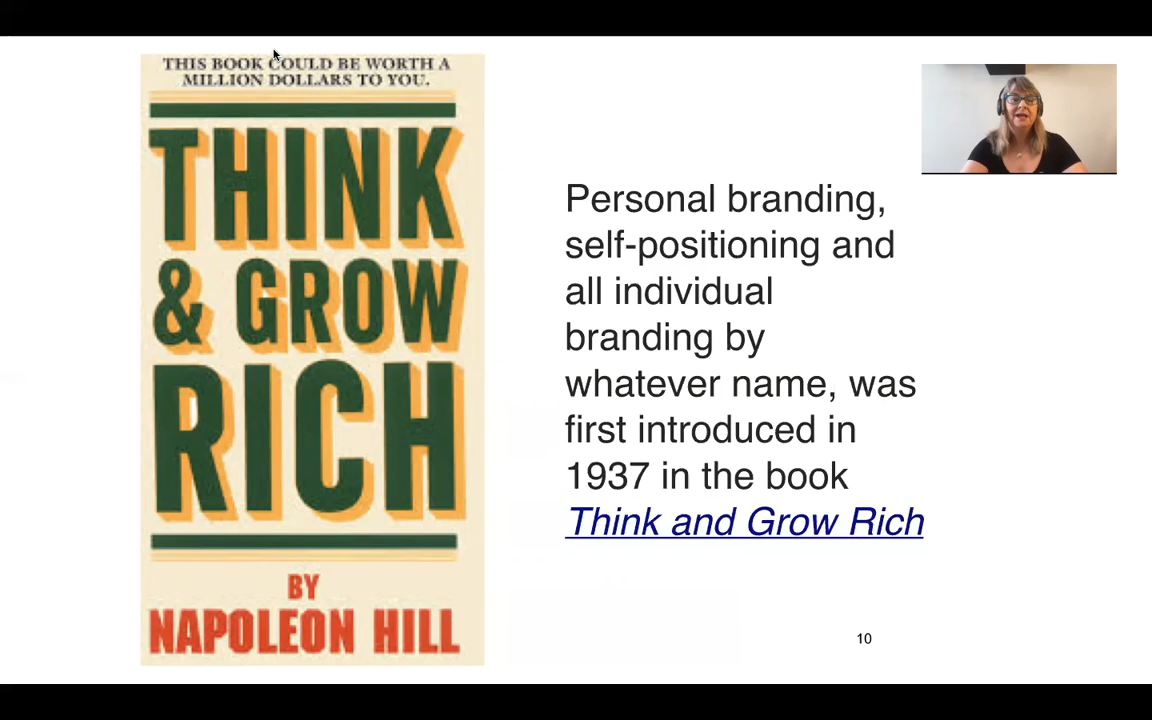 THIS BOOK COULD BE WORTH A
MILLION DOLLARS TO YOU.
THINK
& GROW
RICH
BY
NAPOLEON HILL
Personal branding,
self-positioning and
all individual
branding by
whatever name, was
first introduced in
1937 in the book
Think and Grow Rich
10